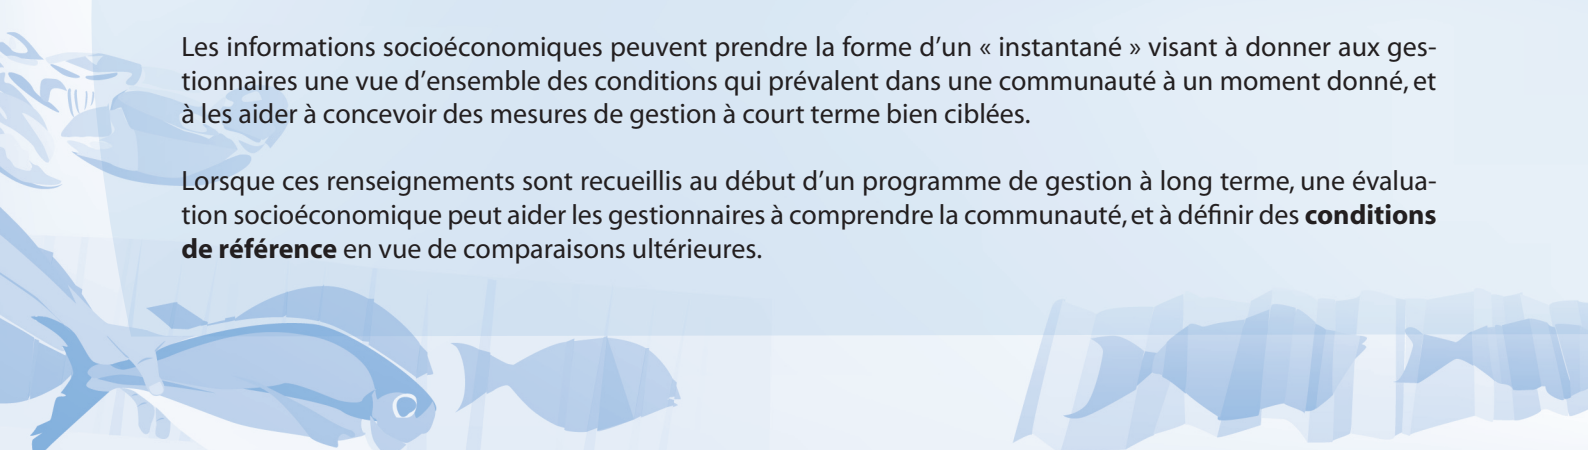 Les informations socioéconomiques peuvent prendre la forme d’un « instantané » visant à donner aux ges-
tionnaires une vue d’ensemble des conditions qui prévalent dans une communauté à un moment donné, et
à les aider à concevoir des mesures de gestion à court terme bien ciblées.
Lorsque ces renseignements sont recueillis au début d’un programme de gestion à long terme, une évalua-
tion socioéconomique peut aider les gestionnaires à comprendre la communauté, et à définir des conditions
de référence en vue de comparaisons ultérieures.